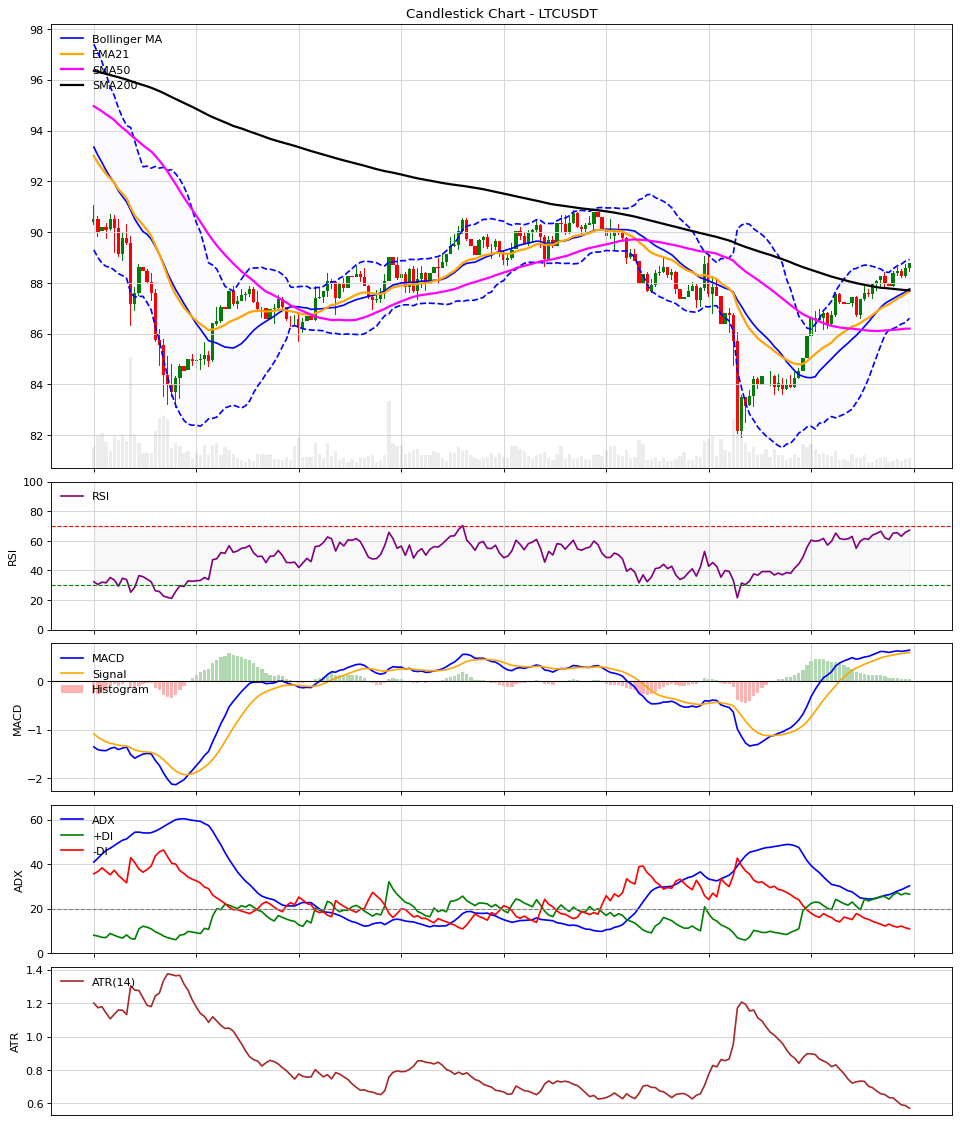 Candlestick Chart - LTCUSDT
98
96
94
92
90
88
86
84
82
Bollinger MA
EMA21
SMA50
SMA200
100
80
60
40
20
0
RSI
RSI
0
−1
−2
MACD
MACD
Signal
Histogram
60
40
20
0
ADX
ADX
+DI
-DI
1.4
1.2
1.0
0.8
0.6
ATR
ATR(14)